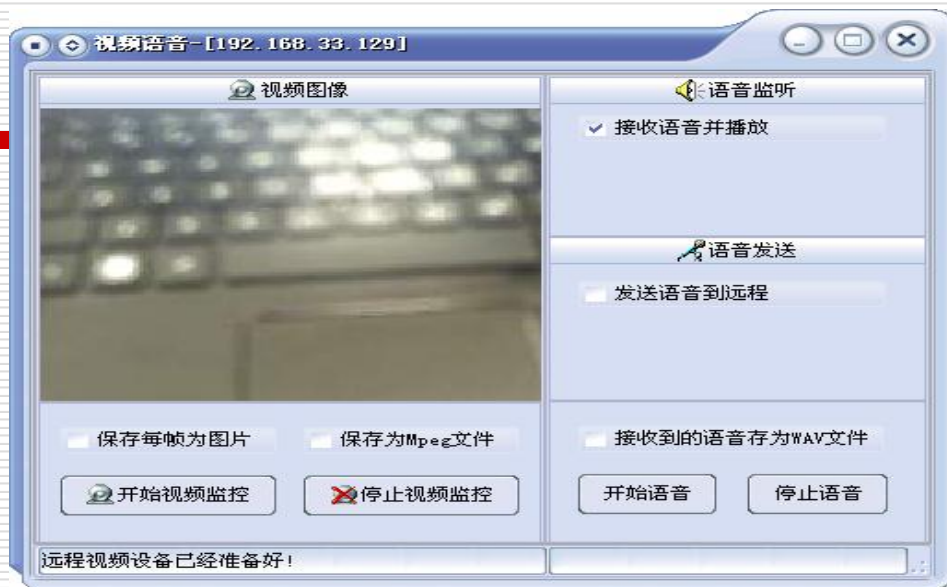 视频语音-[192.168.33.129]
视频图像
语音监听
接收语音并播放
语音发送
发送语音到远程
保存每帧为图片
保存为Mpeg文件
接收到的语音存为WAV文件
开始视频监控
停止视频监控
开始语音
停止语音
远程视频设备已经准备好!